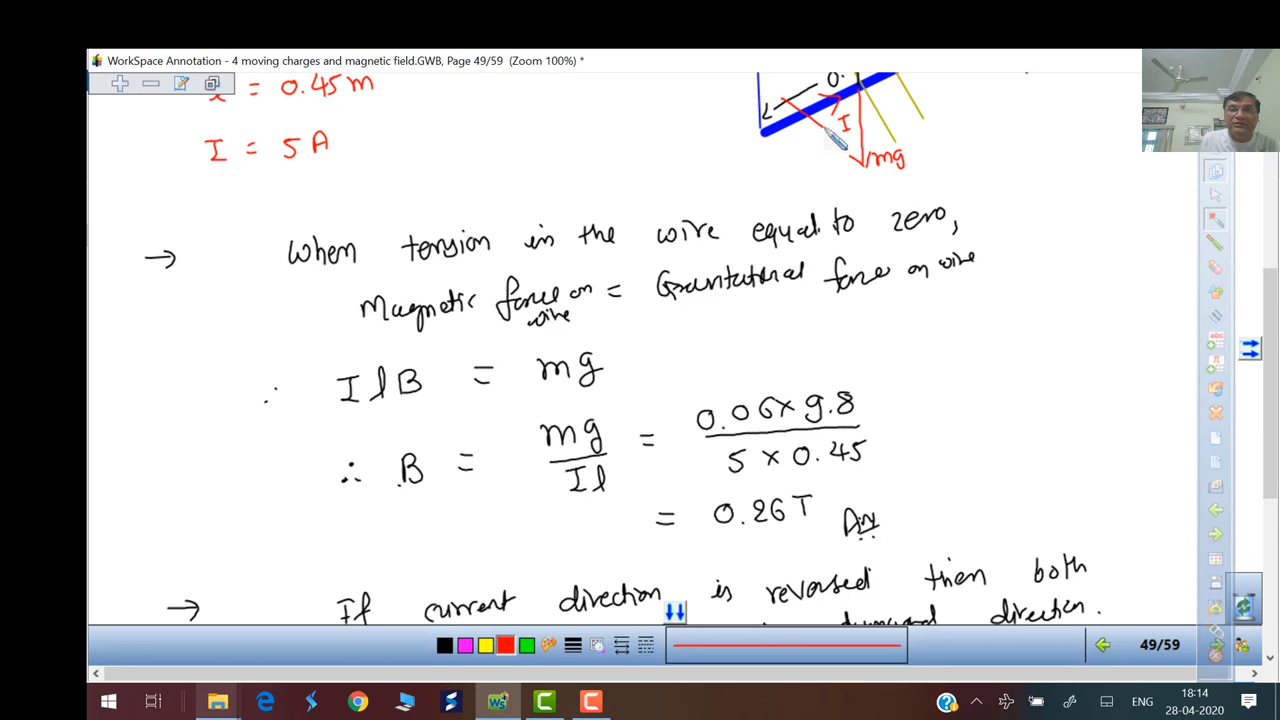 WorkSpace Annotation - 4 moving charges and magnetic field.GWB, Page 49/59 (Zoom 100%) *
l = 0.45 m
0.
I
mg
I = 5 A
→ When tension in the wire equal to zero,
Magnetic force on wire = Gravitational force on wire
I l B = mg
∴ B = mg / I l = 0.06 × 9.8 / 5 × 0.45
= 0.26 T Ans
→ If current direction is reversed then both
direction.
49/59
ENG
18:14
28-04-2020